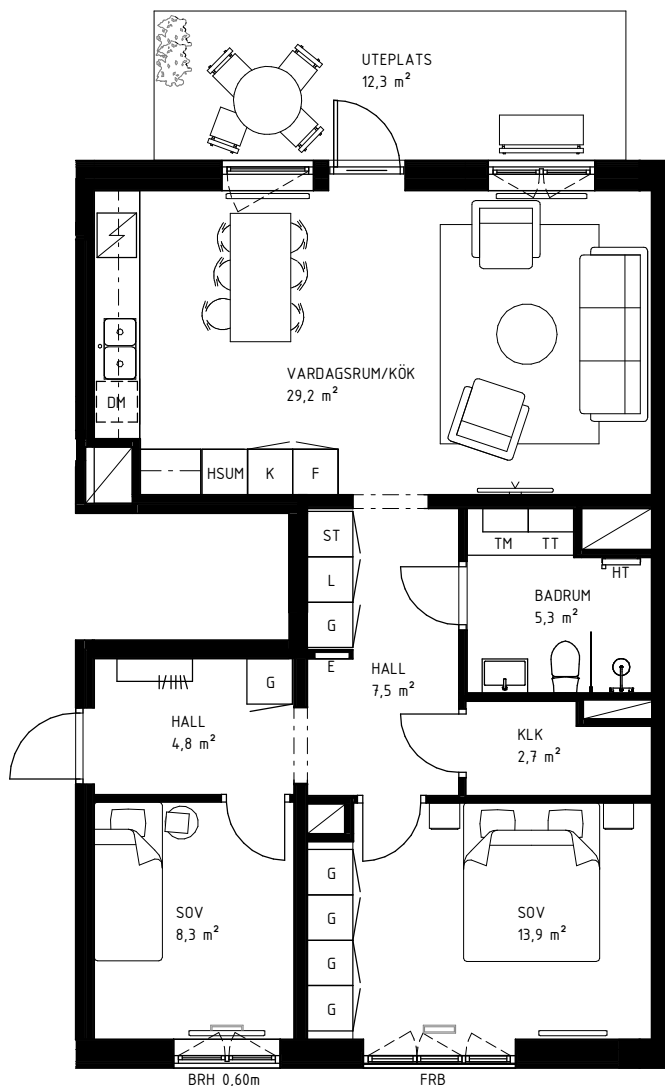 UTEPLATS
12,3 m²
VARDAGSRUM/KÖK
29,2 m²
DM
HSUM
K
F
ST
L
G
E
TM
TT
HT
BADRUM
5,3 m²
HALL
7,5 m²
G
HALL
4,8 m²
KLK
2,7 m²
SOV
8,3 m²
G
G
G
G
SOV
13,9 m²
BRH 0,60m
FRB